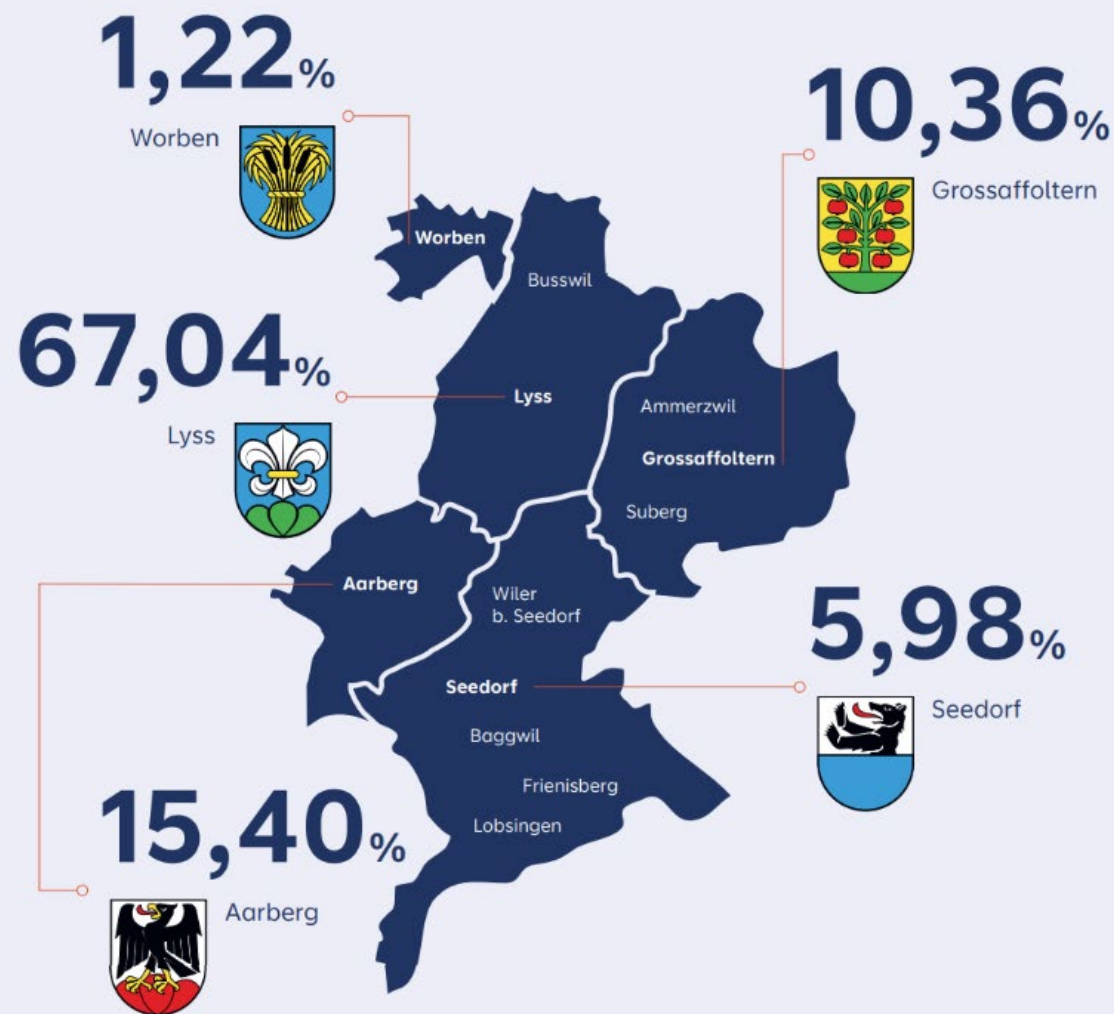 1,22%
Worben
10,36%
Grossaffoltern
Worben
Busswil
67,04%
Lyss
Lyss
Ammerzwil
Grossaffoltern
Suberg
Aarberg
Wiler
b. Seedorf
5,98%
Seedorf
Seedorf
Baggwil
Frienisberg
Lobsingen
15,40%
Aarberg